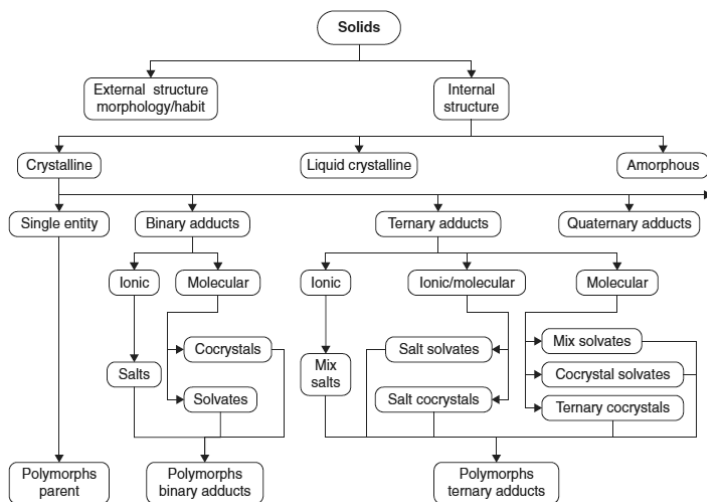 Solids
External structure
morphology/habit
Internal
structure
Crystalline
Liquid crystalline
Amorphous
Single entity
Binary adducts
Ternary adducts
Quaternary adducts
Ionic
Molecular
Ionic
Ionic/molecular
Molecular
Cocrystals
Salt solvates
Mix solvates
Salts
Mix
salts
Cocrystal solvates
Solvates
Salt cocrystals
Ternary cocrystals
Polymorphs
parent
Polymorphs
binary adducts
Polymorphs
ternary adducts